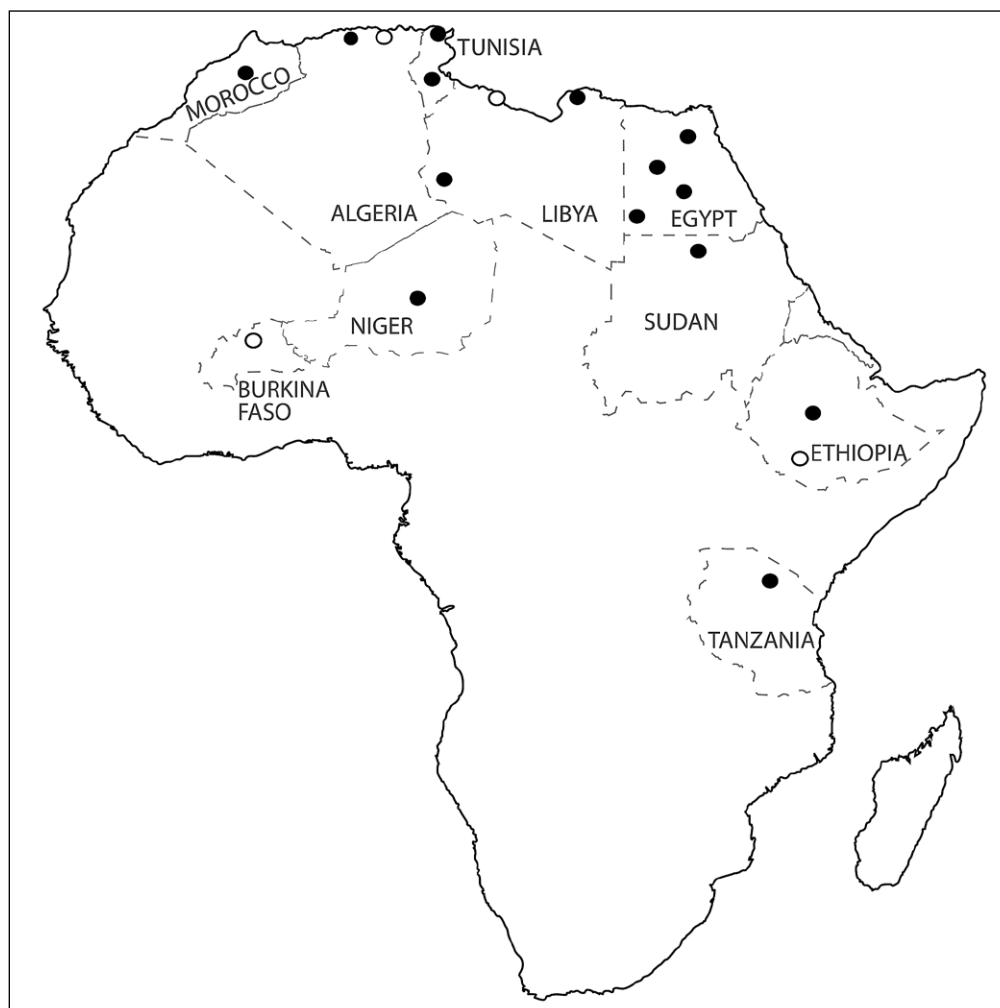 TUNISIA
MOROCCO
ALGERIA
LIBYA
EGYPT
NIGER
SUDAN
BURKINA
FASO
ETHIOPIA
TANZANIA